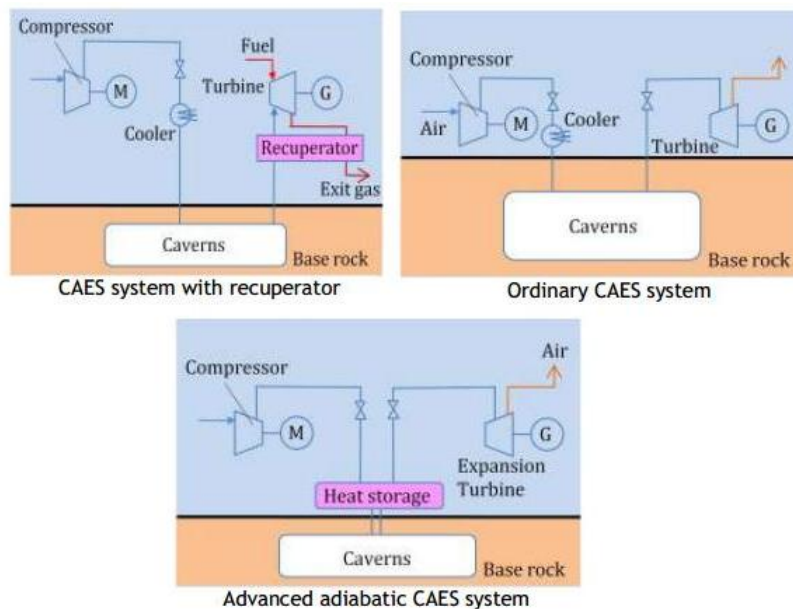 Compressor
M
Cooler
Fuel
Turbine
G
Recuperator
Exit gas
Caverns
Base rock
CAES system with recuperator
Compressor
Air
M
Cooler
Turbine
G
Caverns
Base rock
Ordinary CAES system
Compressor
M
Air
G
Expansion
Turbine
Heat storage
Caverns
Base rock
Advanced adiabatic CAES system